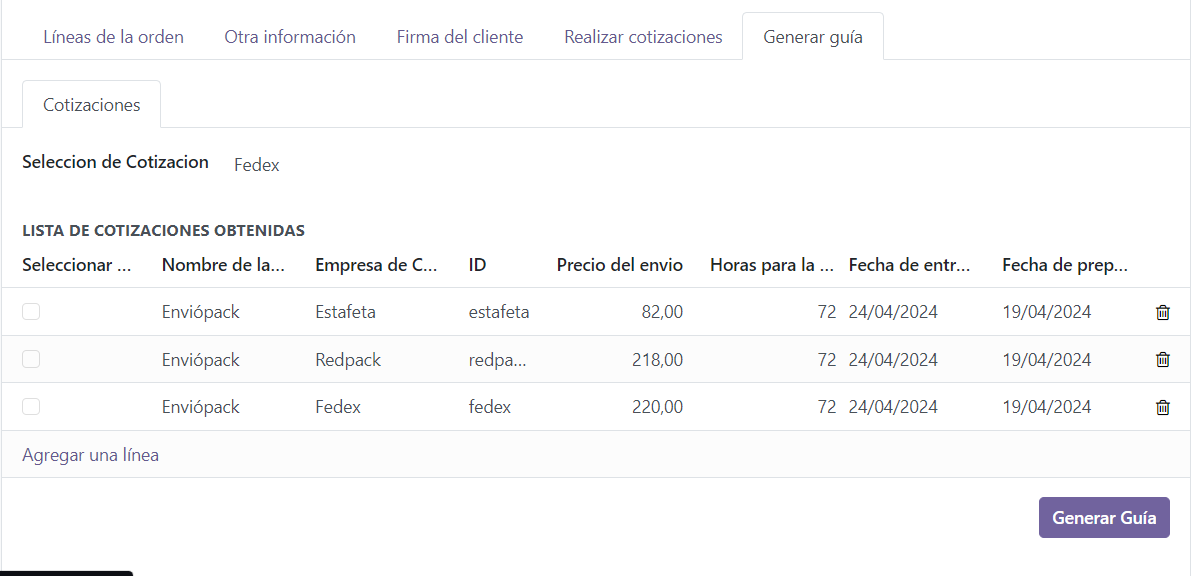 Líneas de la orden Otra información Firma del cliente Realizar cotizaciones Generar guía
Cotizaciones
Seleccion de Cotizacion Fedex
LISTA DE COTIZACIONES OBTENIDAS
Seleccionar ... Nombre de la... Empresa de C... ID Precio del envio Horas para la ... Fecha de entr... Fecha de prep...
Enviópack Estafeta estafeta 82,00 72 24/04/2024 19/04/2024
Enviópack Redpack redpa... 218,00 72 24/04/2024 19/04/2024
Enviópack Fedex fedex 220,00 72 24/04/2024 19/04/2024
Agregar una línea
Generar Guía